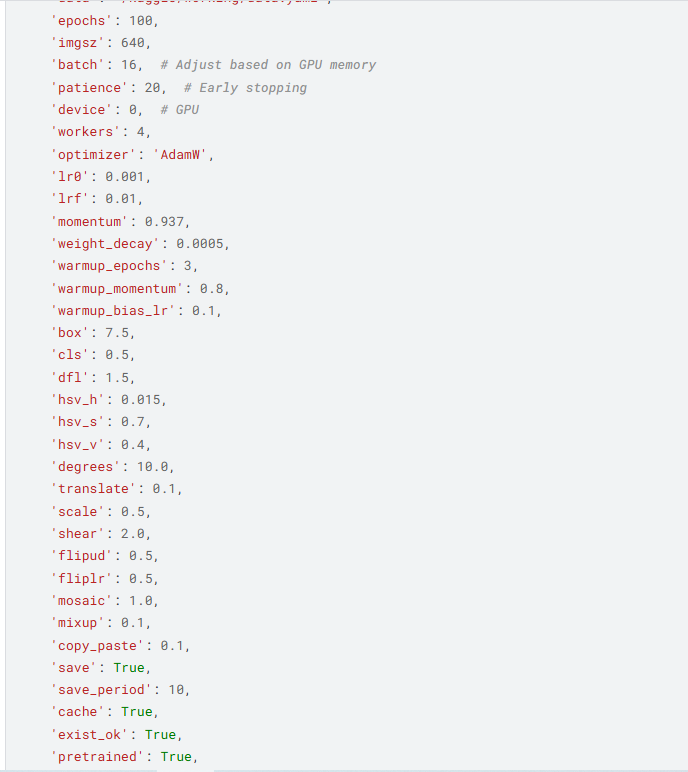 'epochs': 100,
'imgsz': 640,
'batch': 16,  # Adjust based on GPU memory
'patience': 20,  # Early stopping
'device': 0,  # GPU
'workers': 4,
'optimizer': 'AdamW',
'lr0': 0.001,
'lrf': 0.01,
'momentum': 0.937,
'weight_decay': 0.0005,
'warmup_epochs': 3,
'warmup_momentum': 0.8,
'warmup_bias_lr': 0.1,
'box': 7.5,
'cls': 0.5,
'dfl': 1.5,
'hsv_h': 0.015,
'hsv_s': 0.7,
'hsv_v': 0.4,
'degrees': 10.0,
'translate': 0.1,
'scale': 0.5,
'shear': 2.0,
'flipud': 0.5,
'fliplr': 0.5,
'mosaic': 1.0,
'mixup': 0.1,
'copy_paste': 0.1,
'save': True,
'save_period': 10,
'cache': True,
'exist_ok': True,
'pretrained': True,